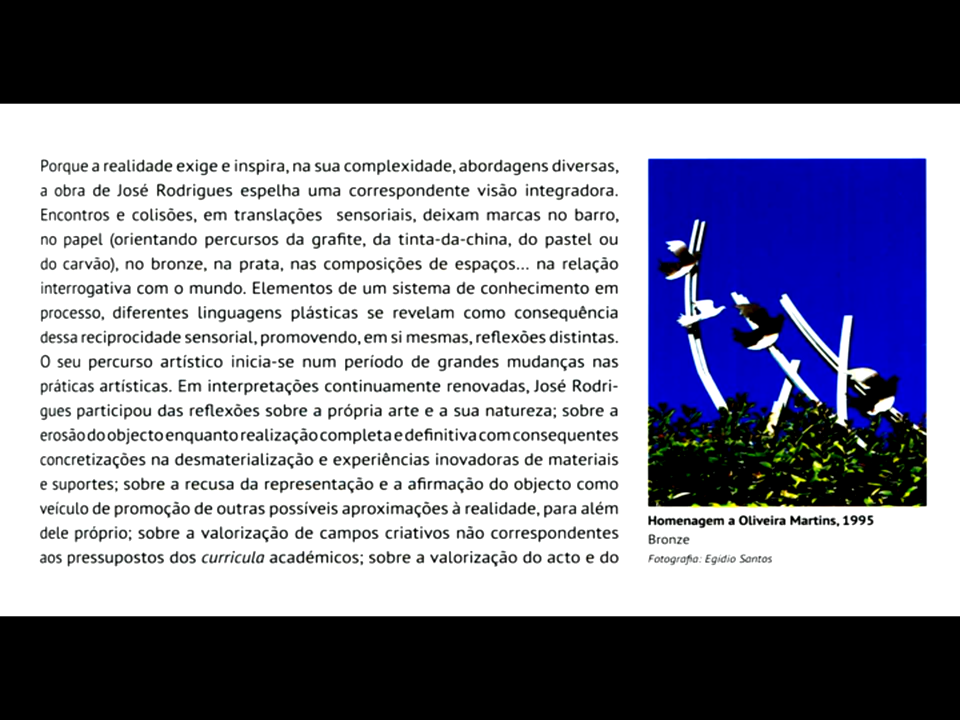 Porque a realidade exige e inspira, na sua complexidade, abordagens diversas,
a obra de José Rodrigues espelha uma correspondente visão integradora.
Encontros e colisões, em translações sensoriais, deixam marcas no barro,
no papel (orientando percursos da grafite, da tinta-da-china, do pastel ou
do carvão), no bronze, na prata, nas composições de espaços... na relação
interrogativa com o mundo. Elementos de um sistema de conhecimento em
processo, diferentes linguagens plásticas se revelam como consequência
dessa reciprocidade sensorial, promovendo, em si mesmas, reflexões distintas.
O seu percurso artístico inicia-se num período de grandes mudanças nas
práticas artísticas. Em interpretações continuamente renovadas, José Rodri-
gues participou das reflexões sobre a própria arte e a sua natureza; sobre a
erosão do objecto enquanto realização completa e definitiva com consequentes
concretizações na desmaterialização e experiências inovadoras de materiais
e suportes; sobre a recusa da representação e a afirmação do objecto como
veículo de promoção de outras possíveis aproximações à realidade, para além
dele próprio; sobre a valorização de campos criativos não correspondentes
aos pressupostos dos curricula académicos; sobre a valorização do acto e do
Homenagem a Oliveira Martins, 1995
Bronze
Fotografia: Egídio Santos